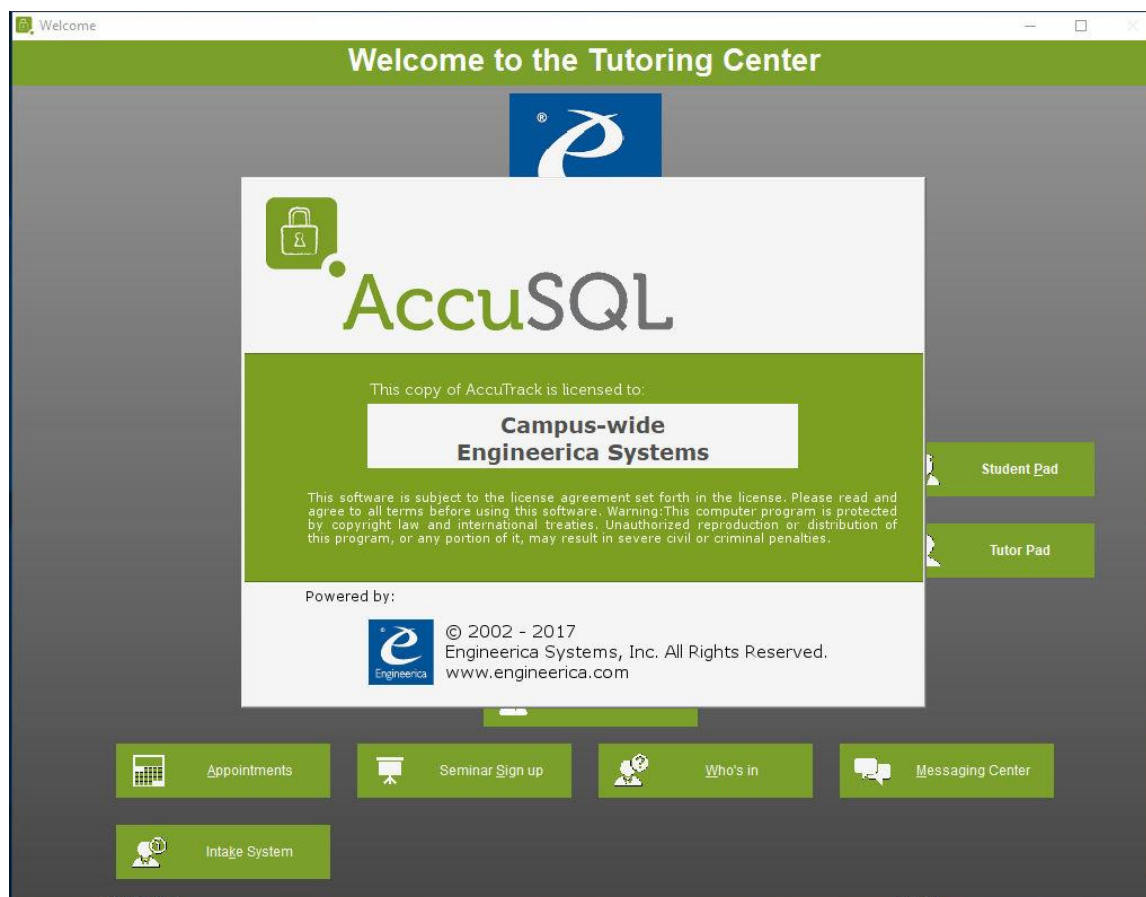 Welcome
Welcome to the Tutoring Center
®
AccuSQL
This copy of AccuTrack is licensed to:
Campus-wide
Engineerica Systems
This software is subject to the license agreement set forth in the license. Please read and
agree to all terms before using this software. Warning:This computer program is protected
by copyright law and international treaties. Unauthorized reproduction or distribution of
this program, or any portion of it, may result in severe civil or criminal penalties.
Student Pad
Tutor Pad
Powered by:
® Engineerica
© 2002 - 2017
Engineerica Systems, Inc. All Rights Reserved.
www.engineerica.com
Appointments
Seminar Sign up
Who's in
Messaging Center
Intake System